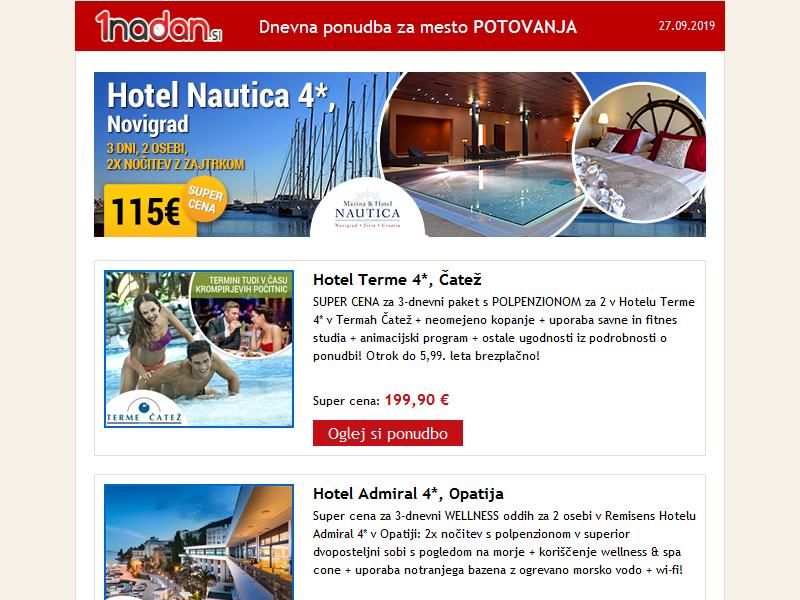 1nadan.si
Dnevna ponudba za mesto POTOVANJA
27.09.2019
Hotel Nautica 4*,
Novigrad
3 DNI, 2 OSEBI,
2X NOČITEV Z ZAJTRKOM
115€
SUPER
CENA
Marina & Hotel
NAUTICA
Novigrad • Istra • Croatia
TERMINI TUDI V ČASU
KROMPIRJEVIH POČITNIC
TERME ČATEŽ
Hotel Terme 4*, Čatež
SUPER CENA za 3-dnevni paket s POLPENZIONOM za 2 v Hotelu Terme
4* v Termah Čatež + neomejeno kopanje + uporaba savne in fitnes
studia + animacijski program + ostale ugodnosti iz podrobnosti o
ponudbi! Otrok do 5,99. leta brezplačno!
Super cena: 199,90 €
Oglej si ponudbo
Hotel Admiral 4*, Opatija
Super cena za 3-dnevni WELLNESS oddih za 2 osebi v Remisens Hotelu
Admiral 4* v Opatiji: 2x nočitev s polpenzionom v superior
dvoposteljni sobi s pogledom na morje + koriščenje wellness & spa
cone + uporaba notranjega bazena z ogrevano morsko vodo + wi-fi!